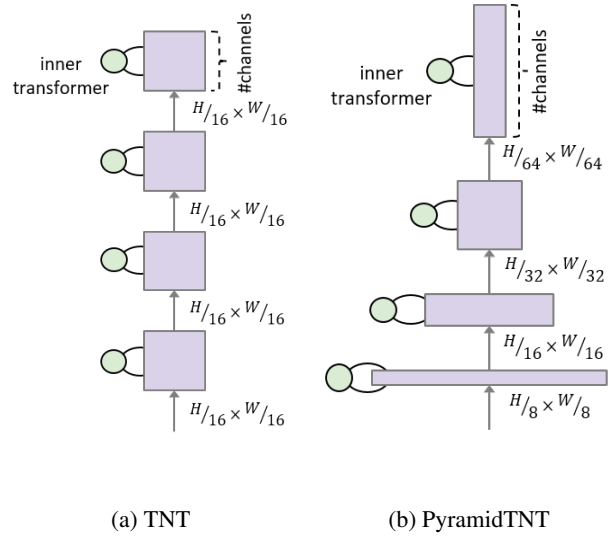 inner
transformer
#channels
H/16 × W/16
H/16 × W/16
H/16 × W/16
H/16 × W/16
(a) TNT
inner
transformer
#channels
H/64 × W/64
H/32 × W/32
H/16 × W/16
H/8 × W/8
(b) PyramidTNT